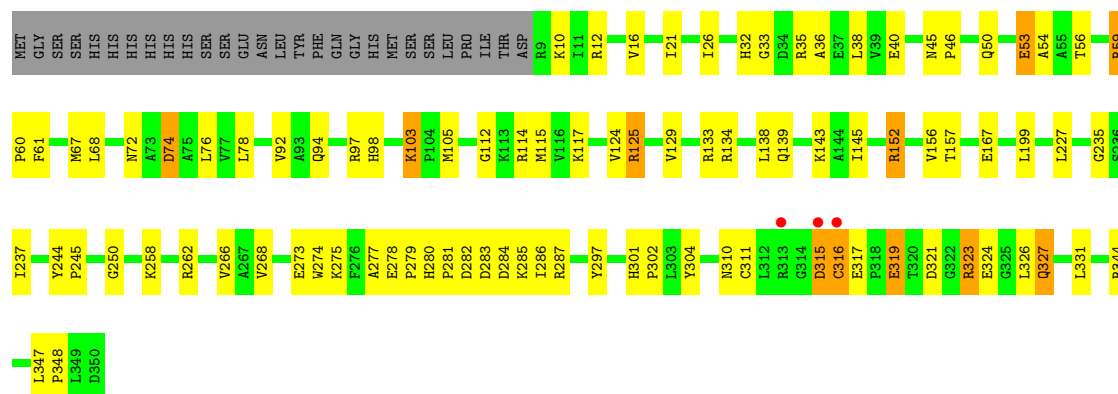 MET GLY SER SER HIS HIS HIS HIS HIS HIS SER SER GLU ASN LEU TYR PHE GLN GLY HIS MET SER SER LEU PRO ILE THR ASP R9 K10 I11 R12 V16 I21 I26 H32 G33 D34 R35 A36 E37 L38 V39 E40 N45 P46 Q50 E53 A54 A55 T56 R59
P60 F61 M67 L68 N72 A73 D74 A75 L76 V77 L78 V92 A93 Q94 R97 H98 K103 P104 M105 G112 K113 R114 M115 V116 K117 V124 R125 V129 R133 R134 L138 Q139 K143 A144 I145 R152 V156 T157 E167 L199 L227 G235 S236
I237 Y244 P245 G250 K258 R262 V266 A267 V268 E273 W274 K275 F276 A277 E278 P279 H280 P281 D282 D283 D284 K285 I286 R287 Y297 H301 P302 L303 Y304 N310 C311 L312 R313 G314 D315 C316 E317 P318 E319 T320 D321 G322 R323 E324 G325 L326 Q327 L331 R344
L347 P348 L349 D350